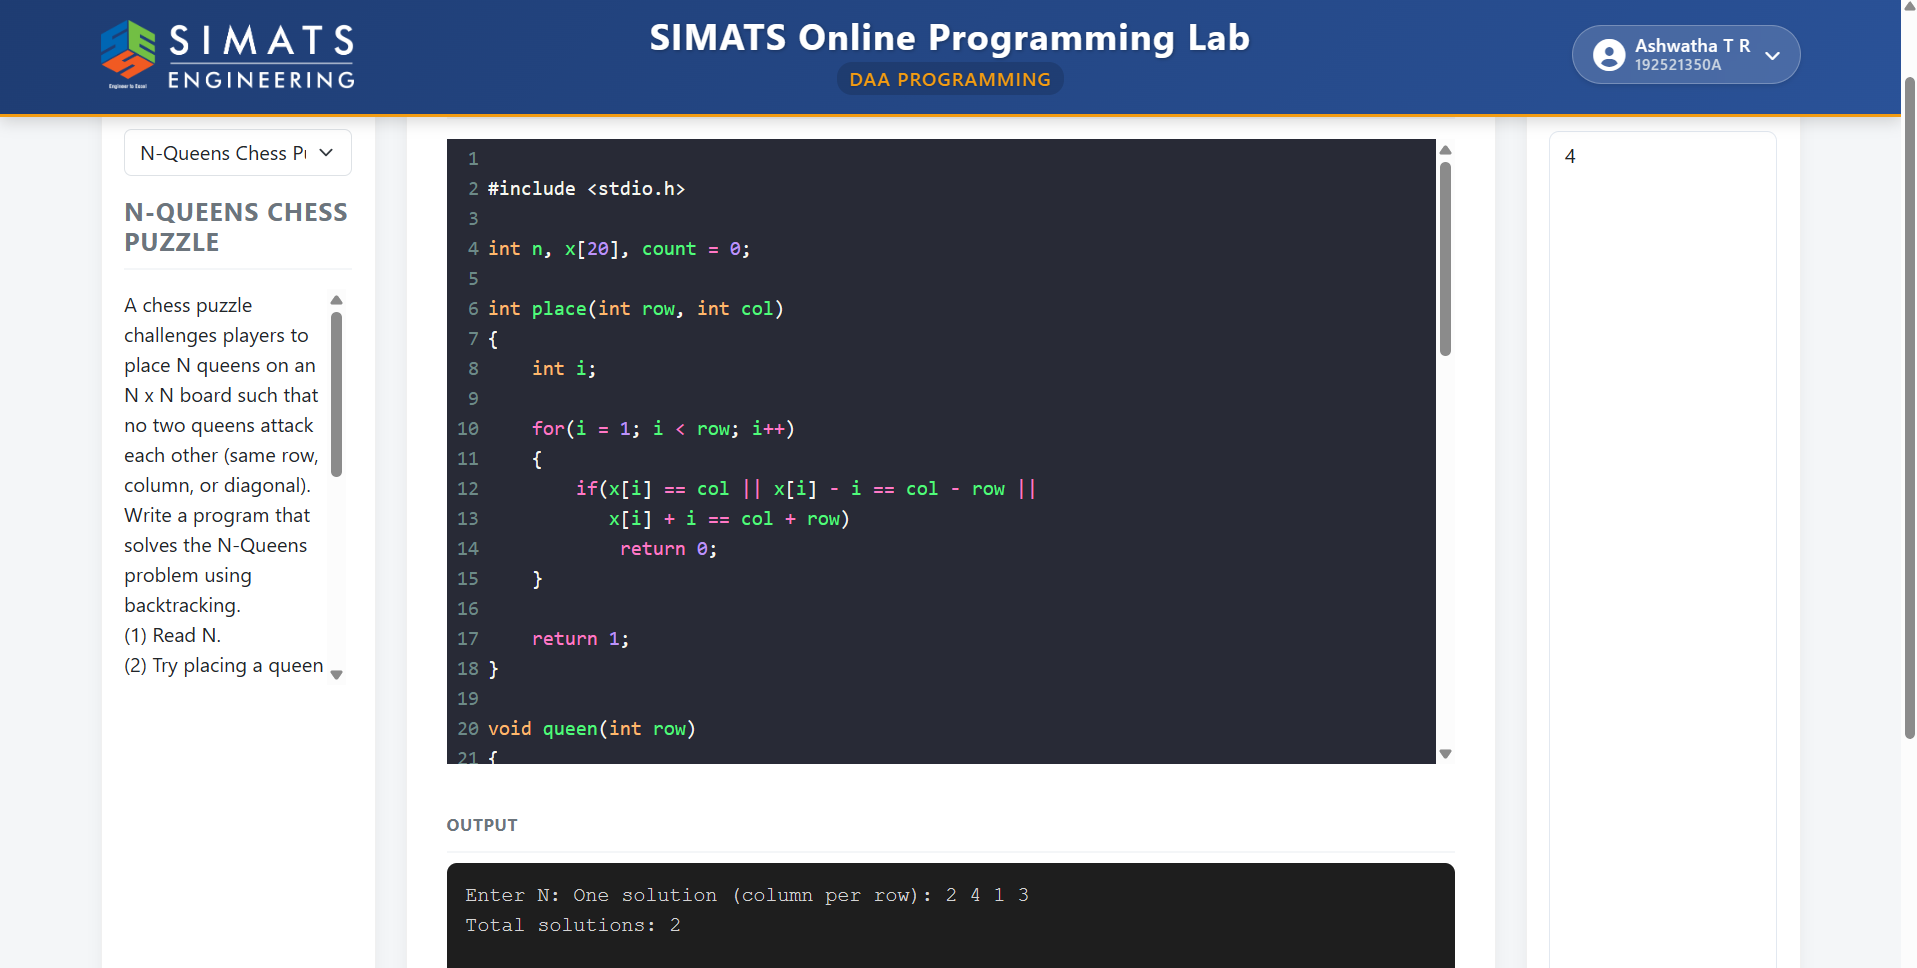 SIMATS
ENGINEERING
Engineer to Excel
SIMATS Online Programming Lab
DAA PROGRAMMING
Ashwatha T R
192521350A
N-Queens Chess Pu
N-QUEENS CHESS
PUZZLE
A chess puzzle
challenges players to
place N queens on an
N x N board such that
no two queens attack
each other (same row,
column, or diagonal).
Write a program that
solves the N-Queens
problem using
backtracking.
(1) Read N.
(2) Try placing a queen
1
2 #include <stdio.h>
3
4 int n, x[20], count = 0;
5
6 int place(int row, int col)
7 {
8     int i;
9
10     for(i = 1; i < row; i++)
11     {
12         if(x[i] == col || x[i] - i == col - row ||
13            x[i] + i == col + row)
14             return 0;
15     }
16
17     return 1;
18 }
19
20 void queen(int row)
21 {
OUTPUT
Enter N: One solution (column per row): 2 4 1 3
Total solutions: 2
4